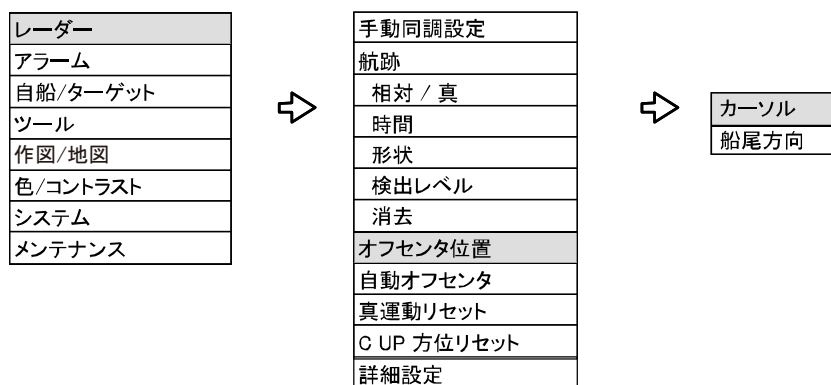 レーダー
アラーム
自船/ターゲット
ツール
作図/地図
色/コントラスト
システム
メンテナンス
手動同調設定
航跡
相対 / 真
時間
形状
検出レベル
消去
オフセンタ位置
自動オフセンタ
真運動リセット
C UP 方位リセット
詳細設定
カーソル
船尾方向